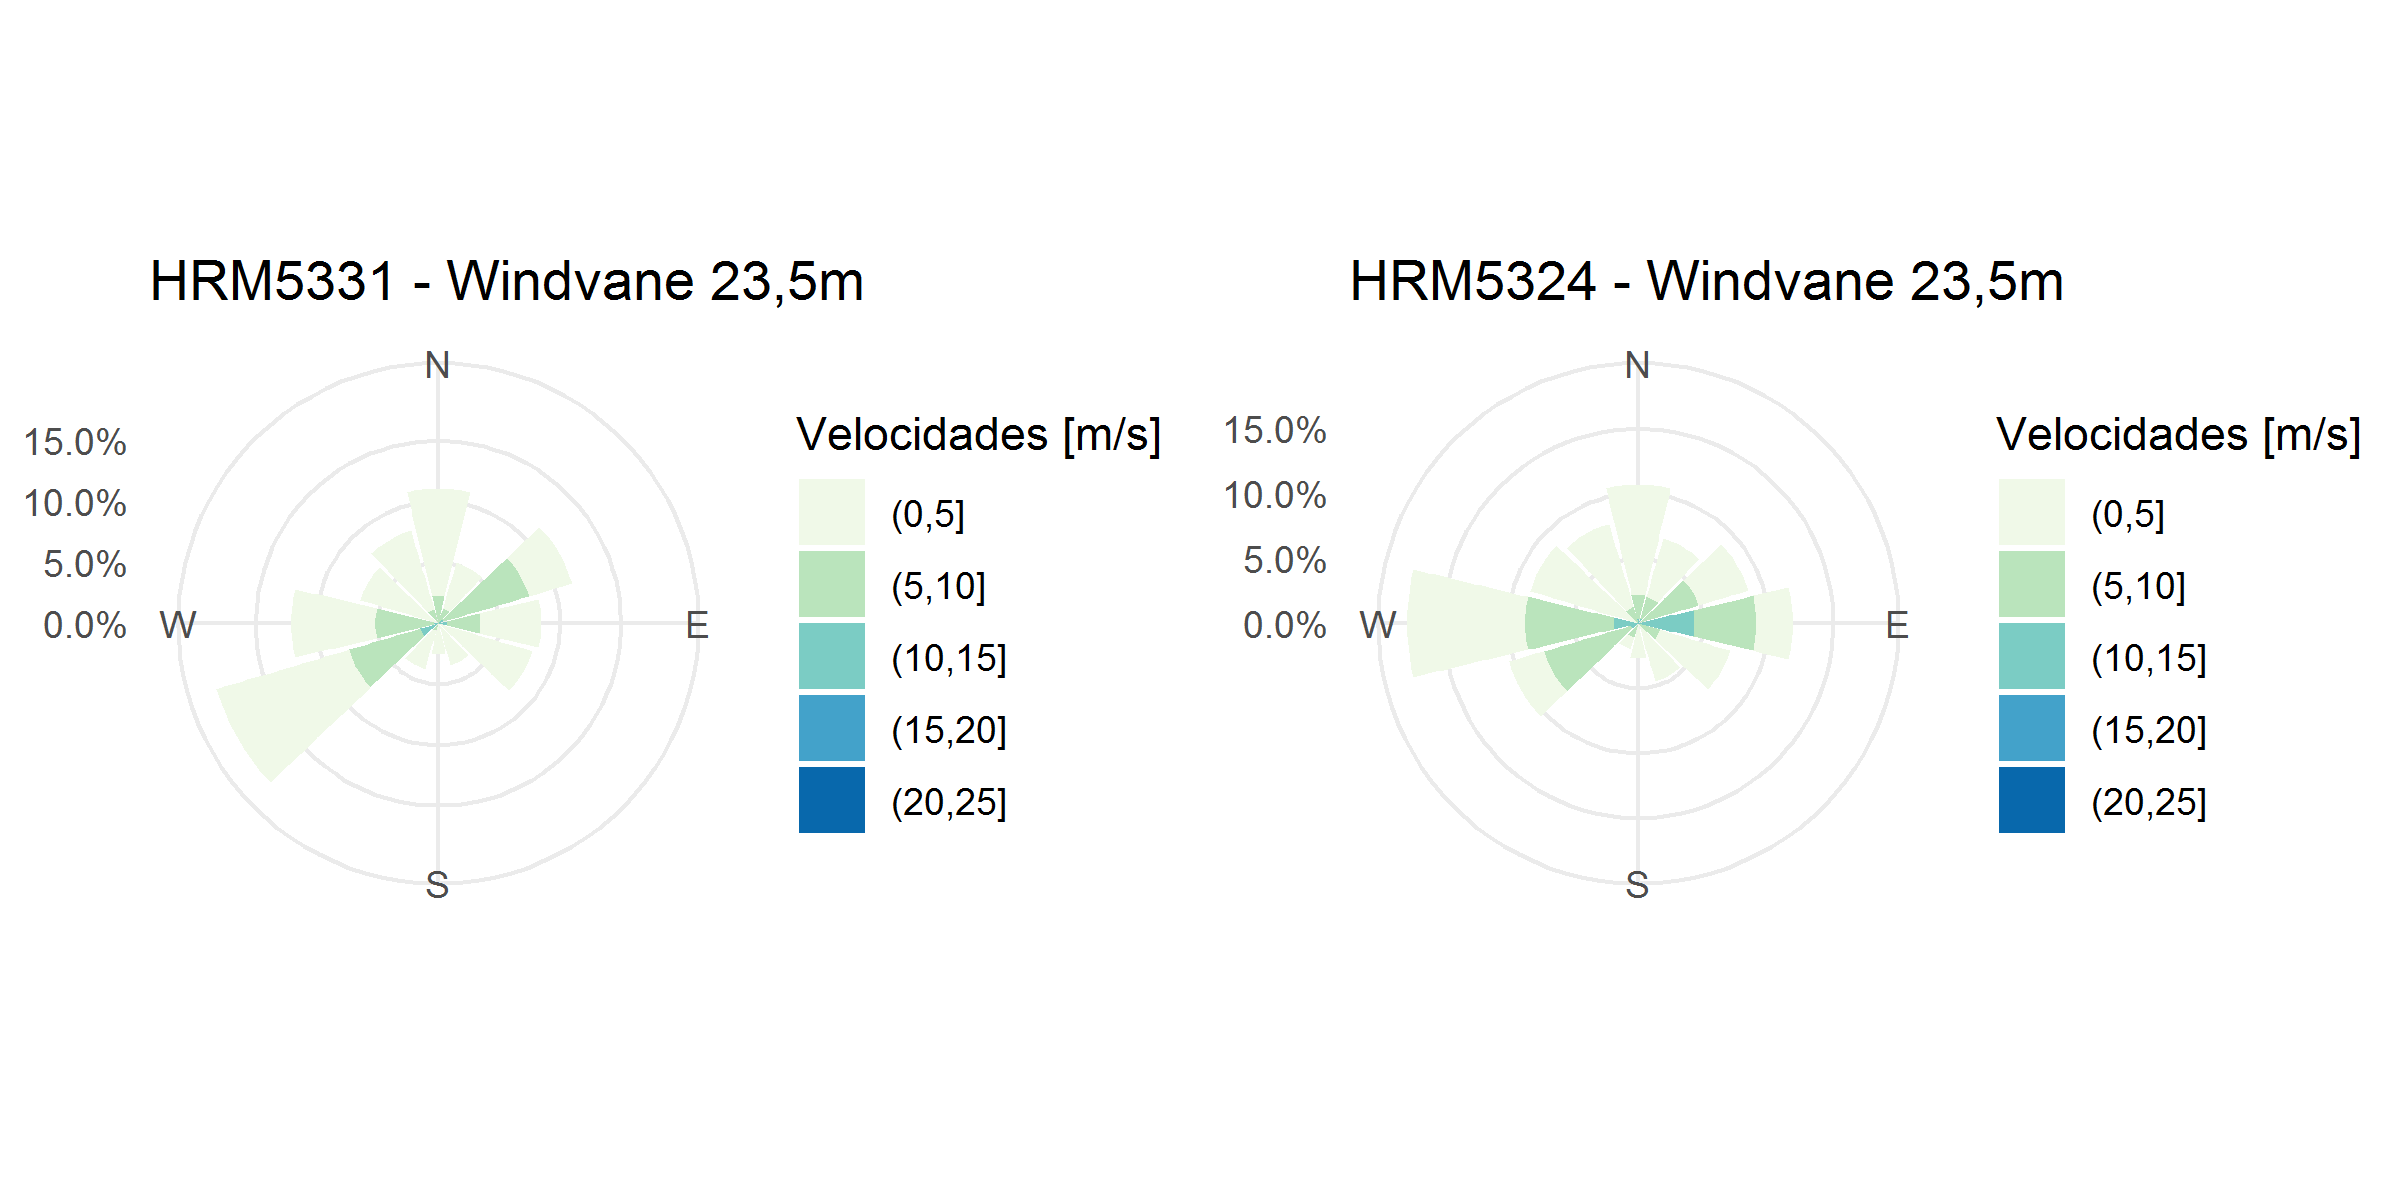 HRM5331 - Windvane 23,5m
N
15.0%
10.0%
5.0%
0.0%
W
E
S
Velocidades [m/s]
(0,5]
(5,10]
(10,15]
(15,20]
(20,25]
HRM5324 - Windvane 23,5m
N
15.0%
10.0%
5.0%
0.0%
W
E
S
Velocidades [m/s]
(0,5]
(5,10]
(10,15]
(15,20]
(20,25]